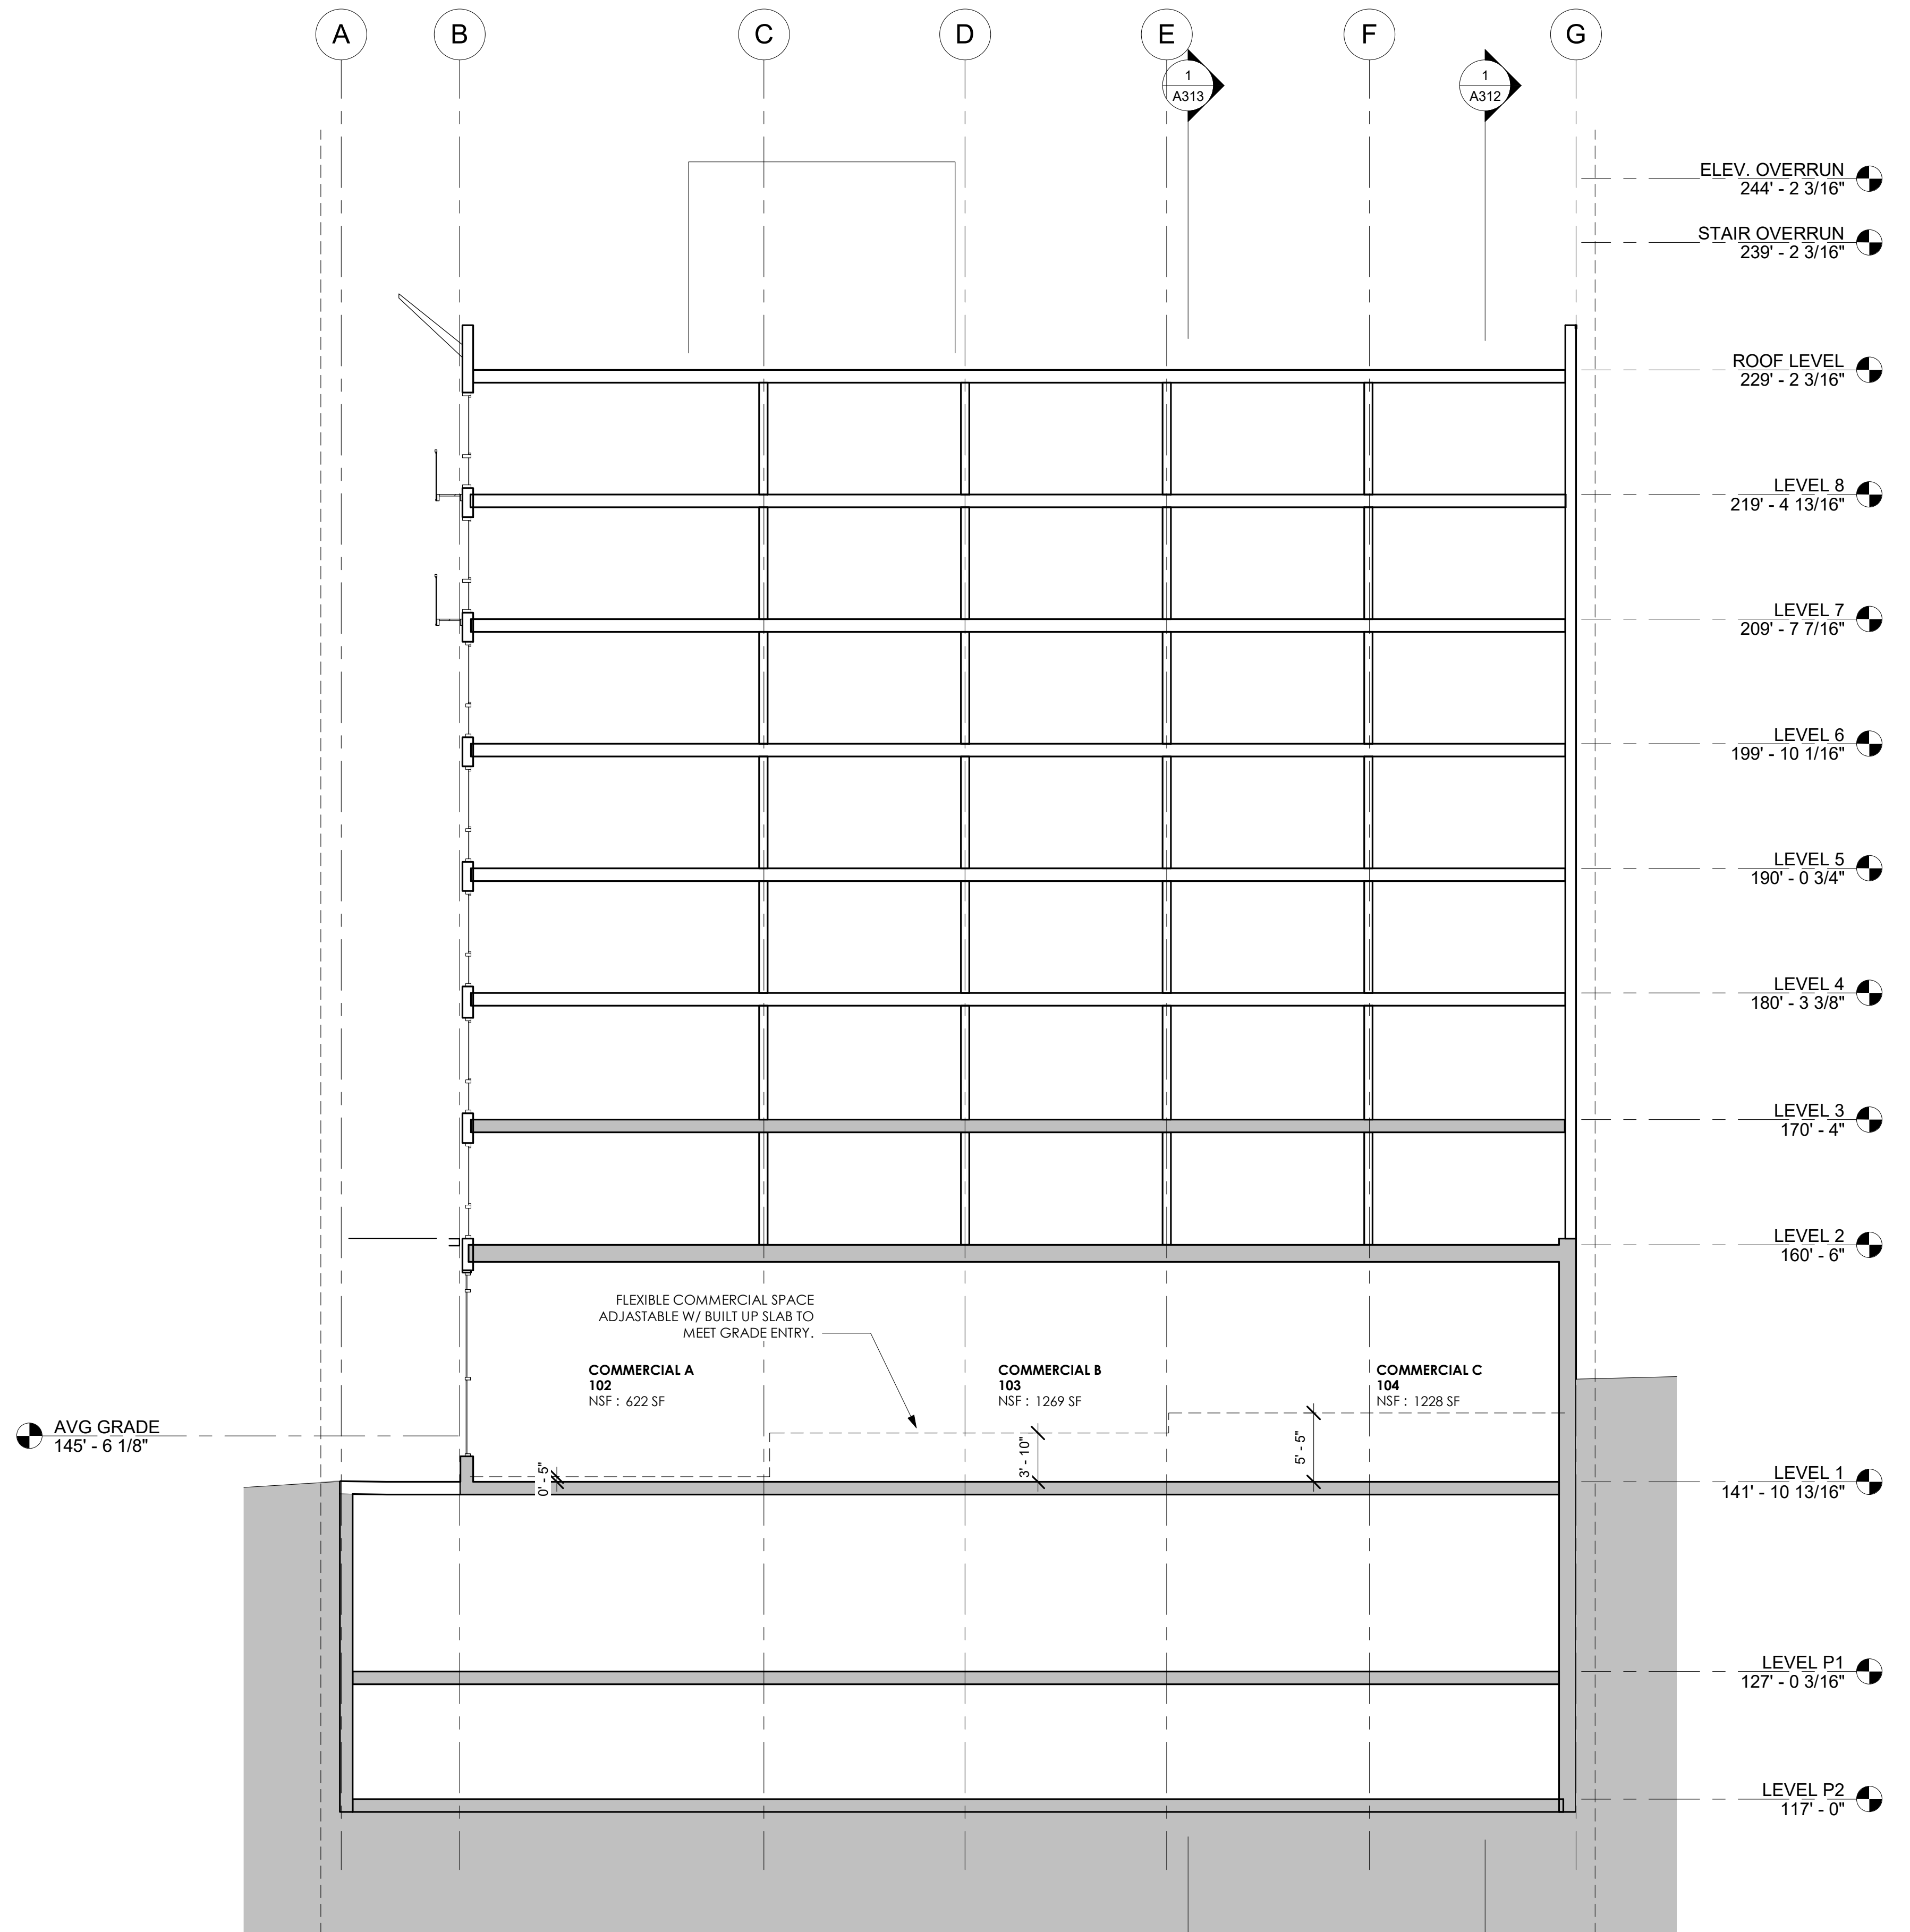 A
B
C
D
E
F
G
1
A313
1
A312
ELEV. OVERRUN
244' - 2 3/16"
STAIR OVERRUN
239' - 2 3/16"
ROOF LEVEL
229' - 2 3/16"
LEVEL 8
219' - 4 13/16"
LEVEL 7
209' - 7 7/16"
LEVEL 6
199' - 10 1/16"
LEVEL 5
190' - 0 3/4"
LEVEL 4
180' - 3 3/8"
LEVEL 3
170' - 4"
LEVEL 2
160' - 6"
FLEXIBLE COMMERCIAL SPACE
ADJASTABLE W/ BUILT UP SLAB TO
MEET GRADE ENTRY.
COMMERCIAL A
102
NSF : 622 SF
COMMERCIAL B
103
NSF : 1269 SF
COMMERCIAL C
104
NSF : 1228 SF
AVG GRADE
145' - 6 1/8"
0' - 5"
3' - 10"
5' - 5"
LEVEL 1
141' - 10 13/16"
LEVEL P1
127' - 0 3/16"
LEVEL P2
117' - 0"